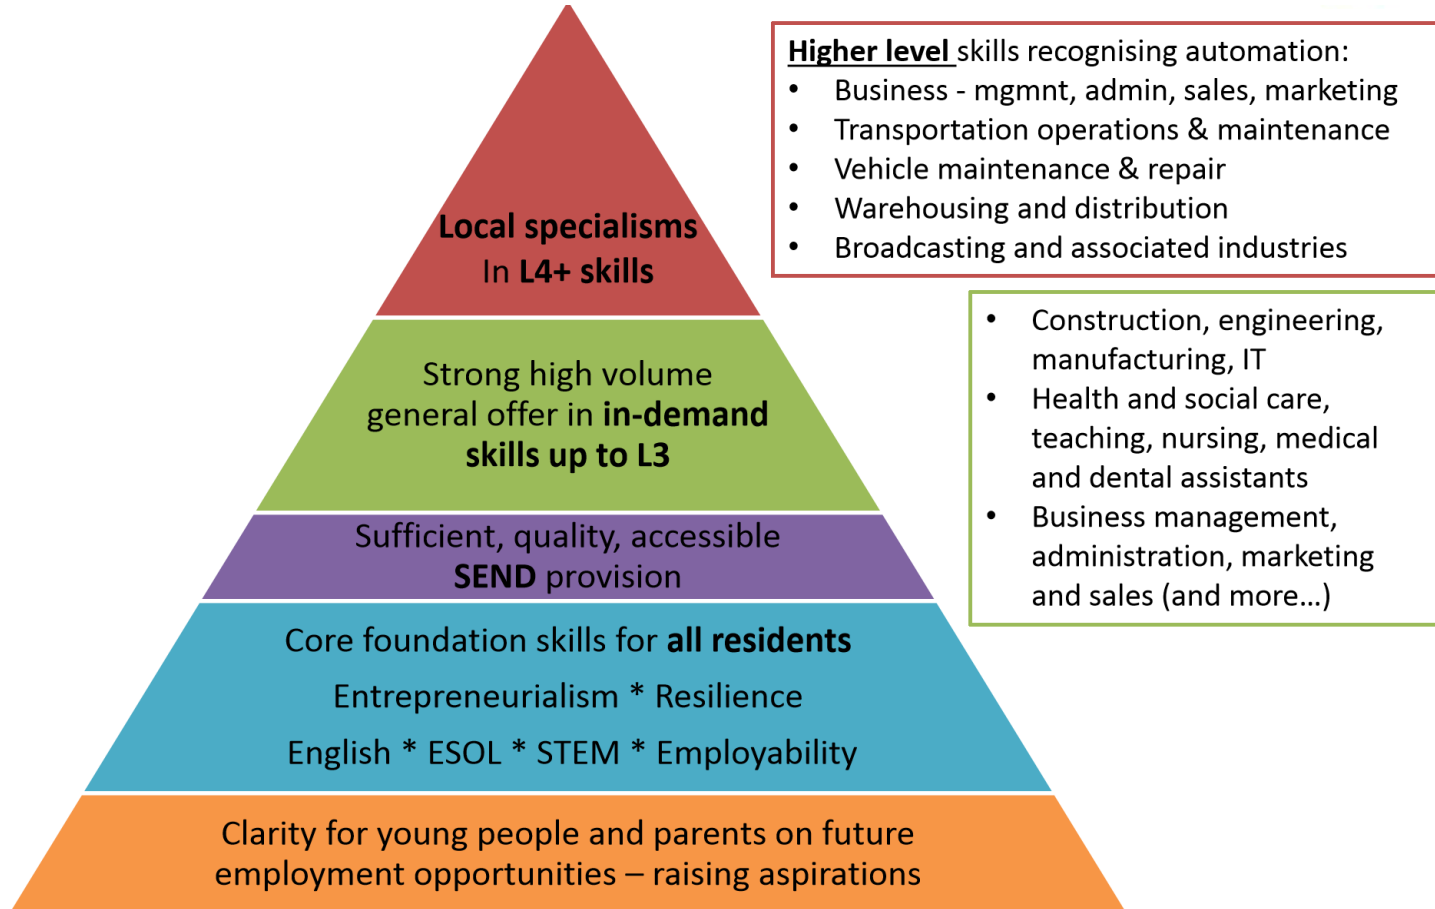 Local specialisms
In L4+ skills
Strong high volume
general offer in in-demand
skills up to L3
Sufficient, quality, accessible
SEND provision
Core foundation skills for all residents
Entrepreneurialism * Resilience
English * ESOL * STEM * Employability
Clarity for young people and parents on future
employment opportunities – raising aspirations
Higher level skills recognising automation:
• Business - mgmnt, admin, sales, marketing
• Transportation operations & maintenance
• Vehicle maintenance & repair
• Warehousing and distribution
• Broadcasting and associated industries
• Construction, engineering,
manufacturing, IT
• Health and social care,
teaching, nursing, medical
and dental assistants
• Business management,
administration, marketing
and sales (and more...)